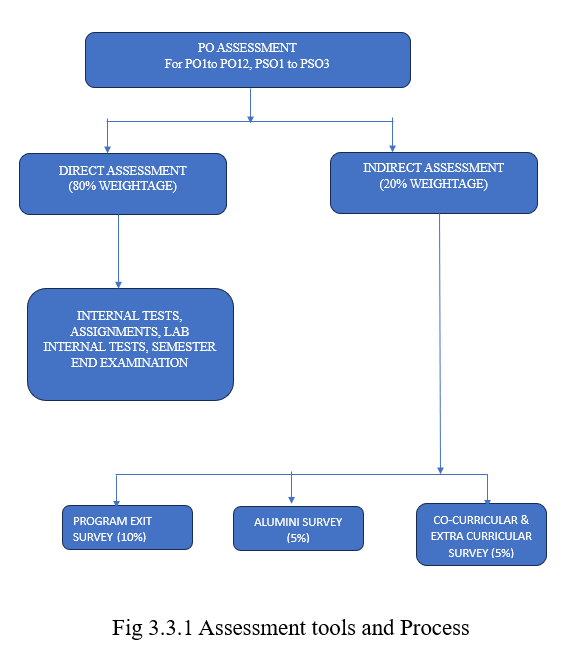 PO ASSESSMENT
For PO1to PO12, PSO1 to PSO3
DIRECT ASSESSMENT
(80% WEIGHTAGE)
INDIRECT ASSESSMENT
(20% WEIGHTAGE)
INTERNAL TESTS,
ASSIGNMENTS, LAB
INTERNAL TESTS, SEMESTER
END EXAMINATION
PROGRAM EXIT
SURVEY (10%)
ALUMINI SURVEY
(5%)
CO-CURRICULAR &
EXTRA CURRICULAR
SURVEY (5%)
Fig 3.3.1 Assessment tools and Process